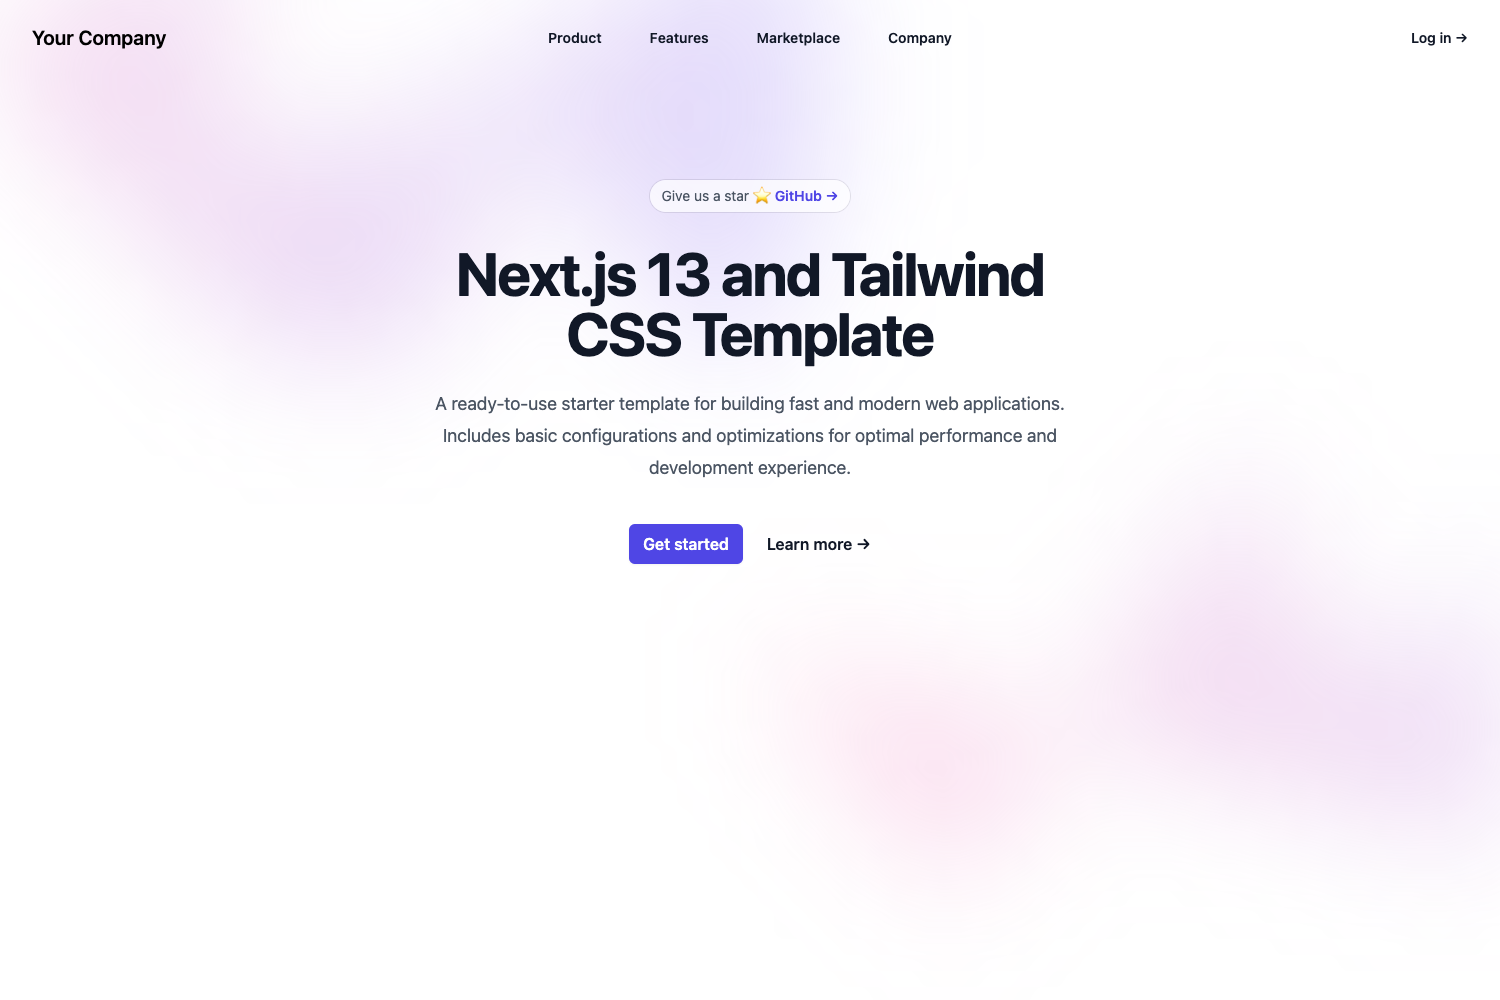 Your Company
Product
Features
Marketplace
Company
Log in →
Give us a star ⭐ GitHub →
Next.js 13 and Tailwind
CSS Template
A ready-to-use starter template for building fast and modern web applications.
Includes basic configurations and optimizations for optimal performance and
development experience.
Get started
Learn more →